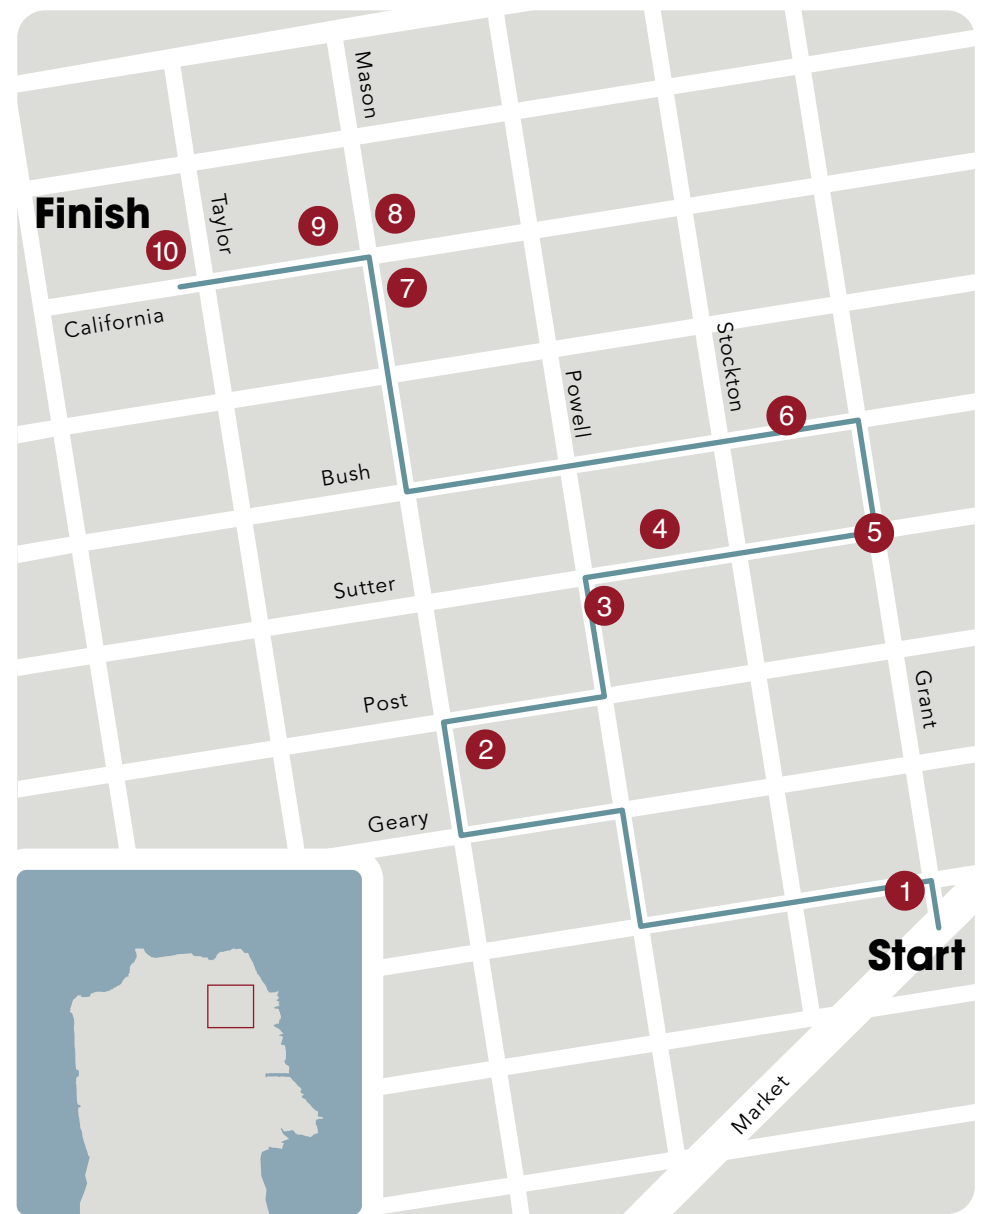 Mason
Finish
Taylor
8
9
10
7
California
Stockton
Powell
6
Bush
4
5
Sutter
3
Grant
Post
2
Geary
1
Start
Market